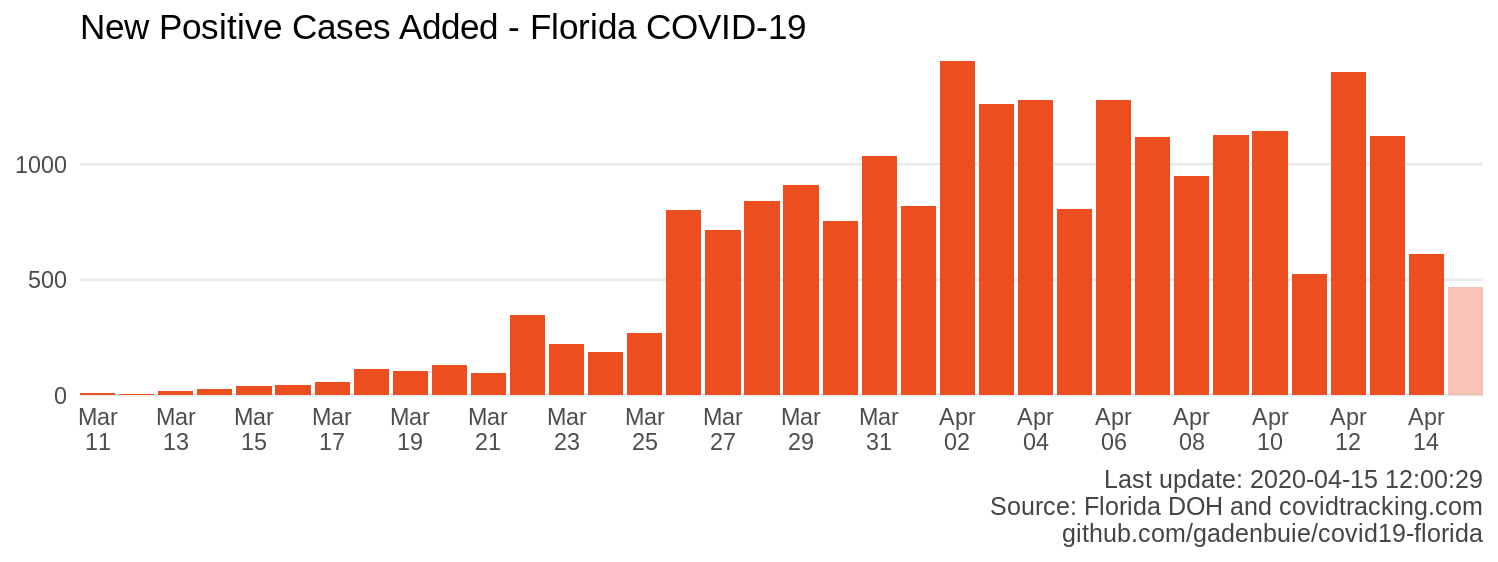 New Positive Cases Added - Florida COVID-19
1000
500
0
Mar Mar Mar Mar Mar Mar Mar Mar Mar Mar Mar Apr Apr Apr Apr Apr Apr Apr
11 13 15 17 19 21 23 25 27 29 31 02 04 06 08 10 12 14
Last update: 2020-04-15 12:00:29
Source: Florida DOH and covidtracking.com
github.com/gadenbuie/covid19-florida